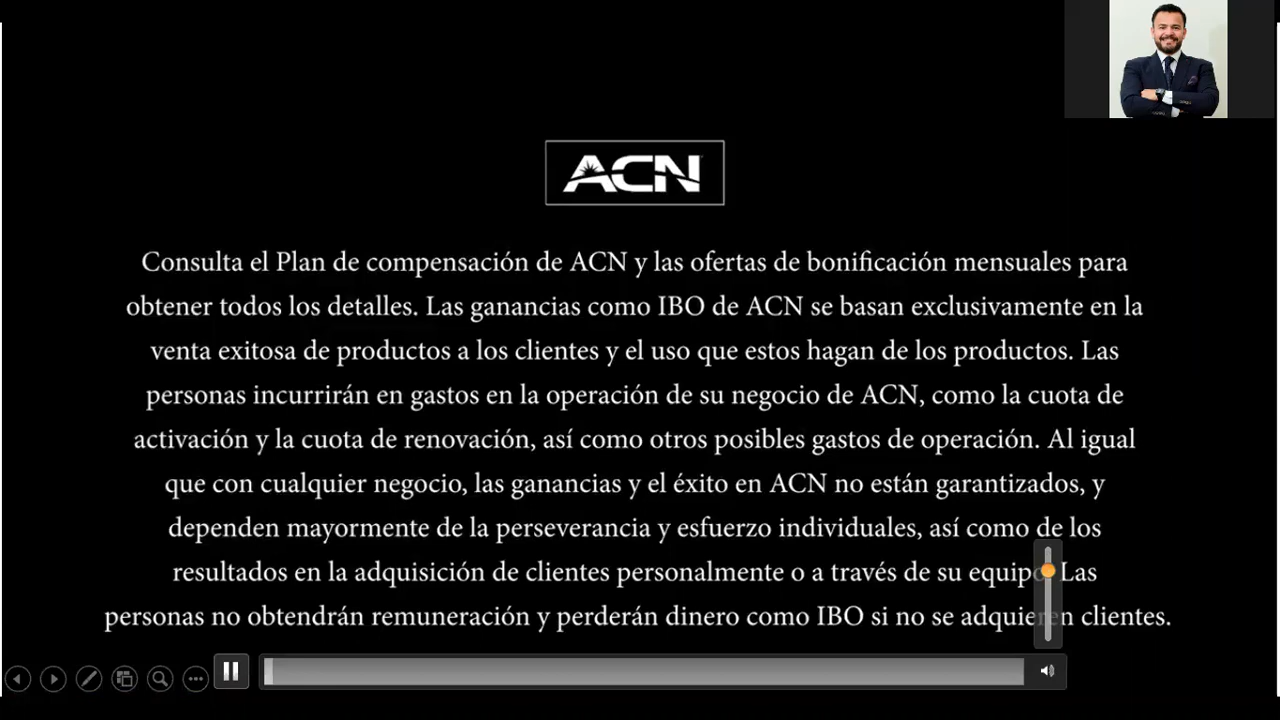 ACN
Consulta el Plan de compensación de ACN y las ofertas de bonificación mensuales para
obtener todos los detalles. Las ganancias como IBO de ACN se basan exclusivamente en la
venta exitosa de productos a los clientes y el uso que estos hagan de los productos. Las
personas incurrirán en gastos en la operación de su negocio de ACN, como la cuota de
activación y la cuota de renovación, así como otros posibles gastos de operación. Al igual
que con cualquier negocio, las ganancias y el éxito en ACN no están garantizados, y
dependen mayormente de la perseverancia y esfuerzo individuales, así como de los
resultados en la adquisición de clientes personalmente o a través de su equipo. Las
personas no obtendrán remuneración y perderán dinero como IBO si no se adquieren clientes.